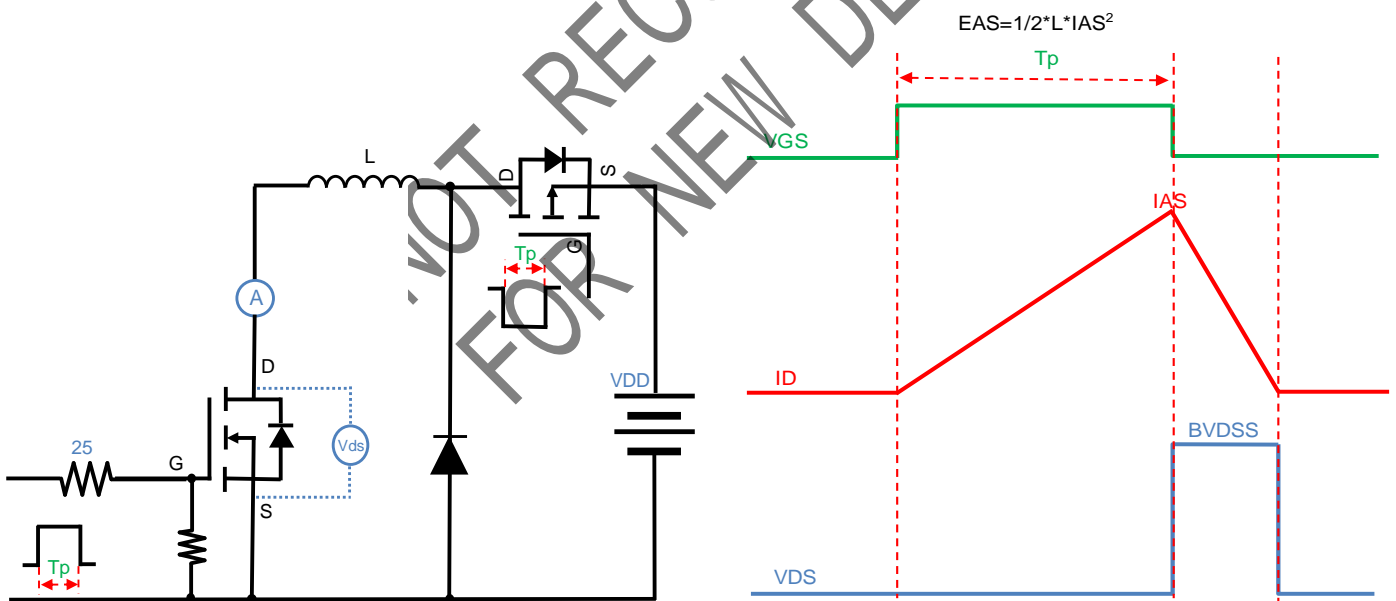 NOT REC
FOR NEW DE
EAS=1/2*L*IAS²
Tp
VGS
IAS
ID
BVDSS
VDS
L
D
S
G
Tp
A
D
VDD
25
G
Vds
S
Tp